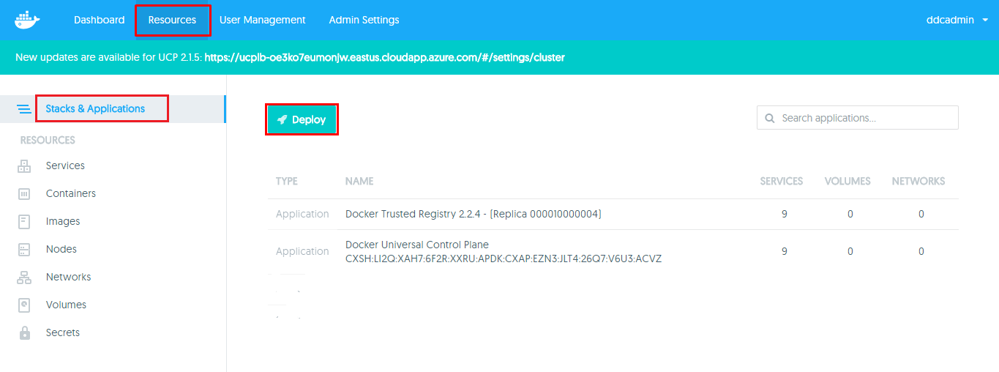 Dashboard Resources User Management Admin Settings ddcadmin
New updates are available for UCP 2.1.5: https://ucplb-oe3ko7eumonjw.eastus.cloudapp.azure.com/#/settings/cluster
Stacks & Applications
RESOURCES
Services
Containers
Images
Nodes
Networks
Volumes
Secrets
Deploy
Search applications...
TYPE NAME SERVICES VOLUMES NETWORKS
Application Docker Trusted Registry 2.2.4 - (Replica 000010000004) 9 0 0
Application Docker Universal Control Plane 9 0 0
CXSH:LI2Q:XAH7:6F2R:XXRU:APDK:CXAP:EZN3:JLT4:26Q7:V6U3:ACVZ